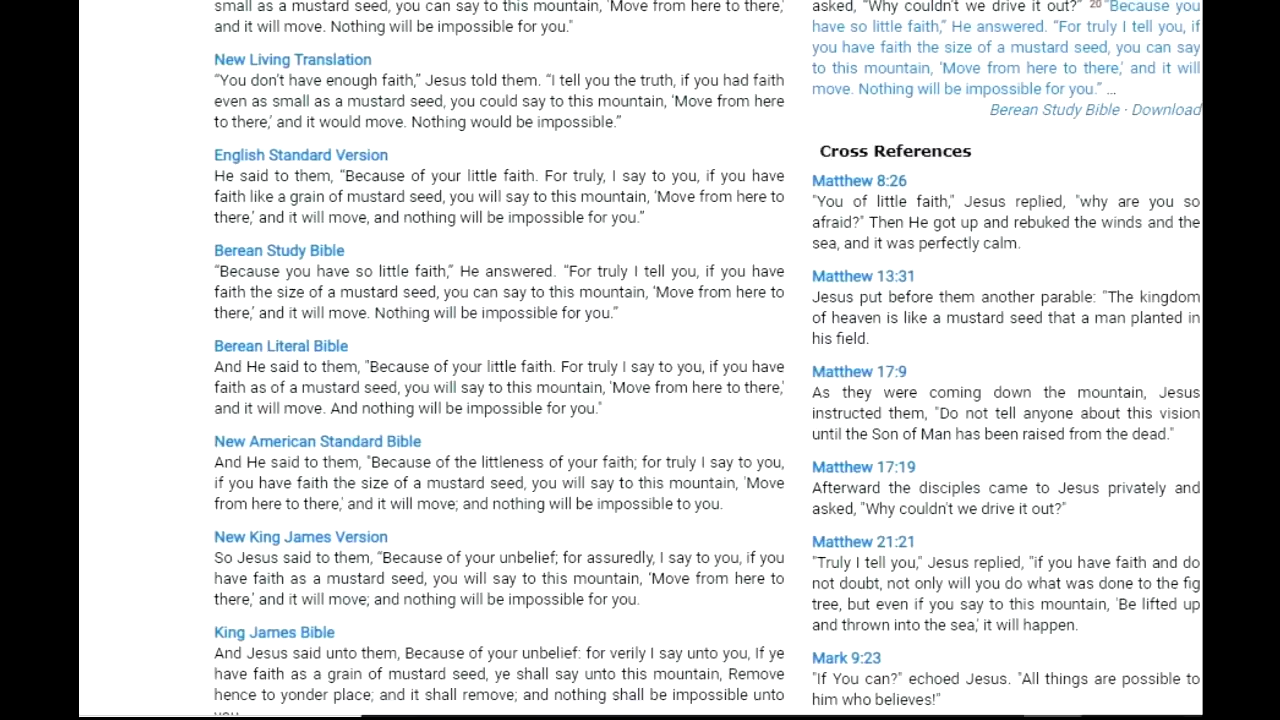 small as a mustard seed, you can say to this mountain, 'Move from here to there,'
and it will move. Nothing will be impossible for you."
New Living Translation
“You don’t have enough faith,” Jesus told them. “I tell you the truth, if you had faith
even as small as a mustard seed, you could say to this mountain, ‘Move from here
to there,’ and it would move. Nothing would be impossible.”
English Standard Version
He said to them, “Because of your little faith. For truly, I say to you, if you have
faith like a grain of mustard seed, you will say to this mountain, ‘Move from here to
there,’ and it will move, and nothing will be impossible for you.”
Berean Study Bible
“Because you have so little faith,” He answered. “For truly I tell you, if you have
faith the size of a mustard seed, you can say to this mountain, ‘Move from here to
there,’ and it will move. Nothing will be impossible for you.”
Berean Literal Bible
And He said to them, "Because of your little faith. For truly I say to you, if you have
faith as of a mustard seed, you will say to this mountain, 'Move from here to there,'
and it will move. And nothing will be impossible for you."
New American Standard Bible
And He said to them, "Because of the littleness of your faith; for truly I say to you,
if you have faith the size of a mustard seed, you will say to this mountain, 'Move
from here to there,' and it will move; and nothing will be impossible to you.
New King James Version
So Jesus said to them, “Because of your unbelief; for assuredly, I say to you, if you
have faith as a mustard seed, you will say to this mountain, ‘Move from here to
there,’ and it will move; and nothing will be impossible for you.
King James Bible
And Jesus said unto them, Because of your unbelief: for verily I say unto you, If ye
have faith as a grain of mustard seed, ye shall say unto this mountain, Remove
hence to yonder place; and it shall remove; and nothing shall be impossible unto
asked, "Why couldn't we drive it out?" 20 “Because you
have so little faith,” He answered. “For truly I tell you, if
you have faith the size of a mustard seed, you can say
to this mountain, ‘Move from here to there,’ and it will
move. Nothing will be impossible for you.” ...
Berean Study Bible · Download
Cross References
Matthew 8:26
"You of little faith," Jesus replied, "why are you so
afraid?" Then He got up and rebuked the winds and the
sea, and it was perfectly calm.
Matthew 13:31
Jesus put before them another parable: "The kingdom
of heaven is like a mustard seed that a man planted in
his field.
Matthew 17:9
As they were coming down the mountain, Jesus
instructed them, "Do not tell anyone about this vision
until the Son of Man has been raised from the dead."
Matthew 17:19
Afterward the disciples came to Jesus privately and
asked, "Why couldn't we drive it out?"
Matthew 21:21
"Truly I tell you," Jesus replied, "if you have faith and do
not doubt, not only will you do what was done to the fig
tree, but even if you say to this mountain, 'Be lifted up
and thrown into the sea,' it will happen.
Mark 9:23
"If You can?" echoed Jesus. "All things are possible to
him who believes!"